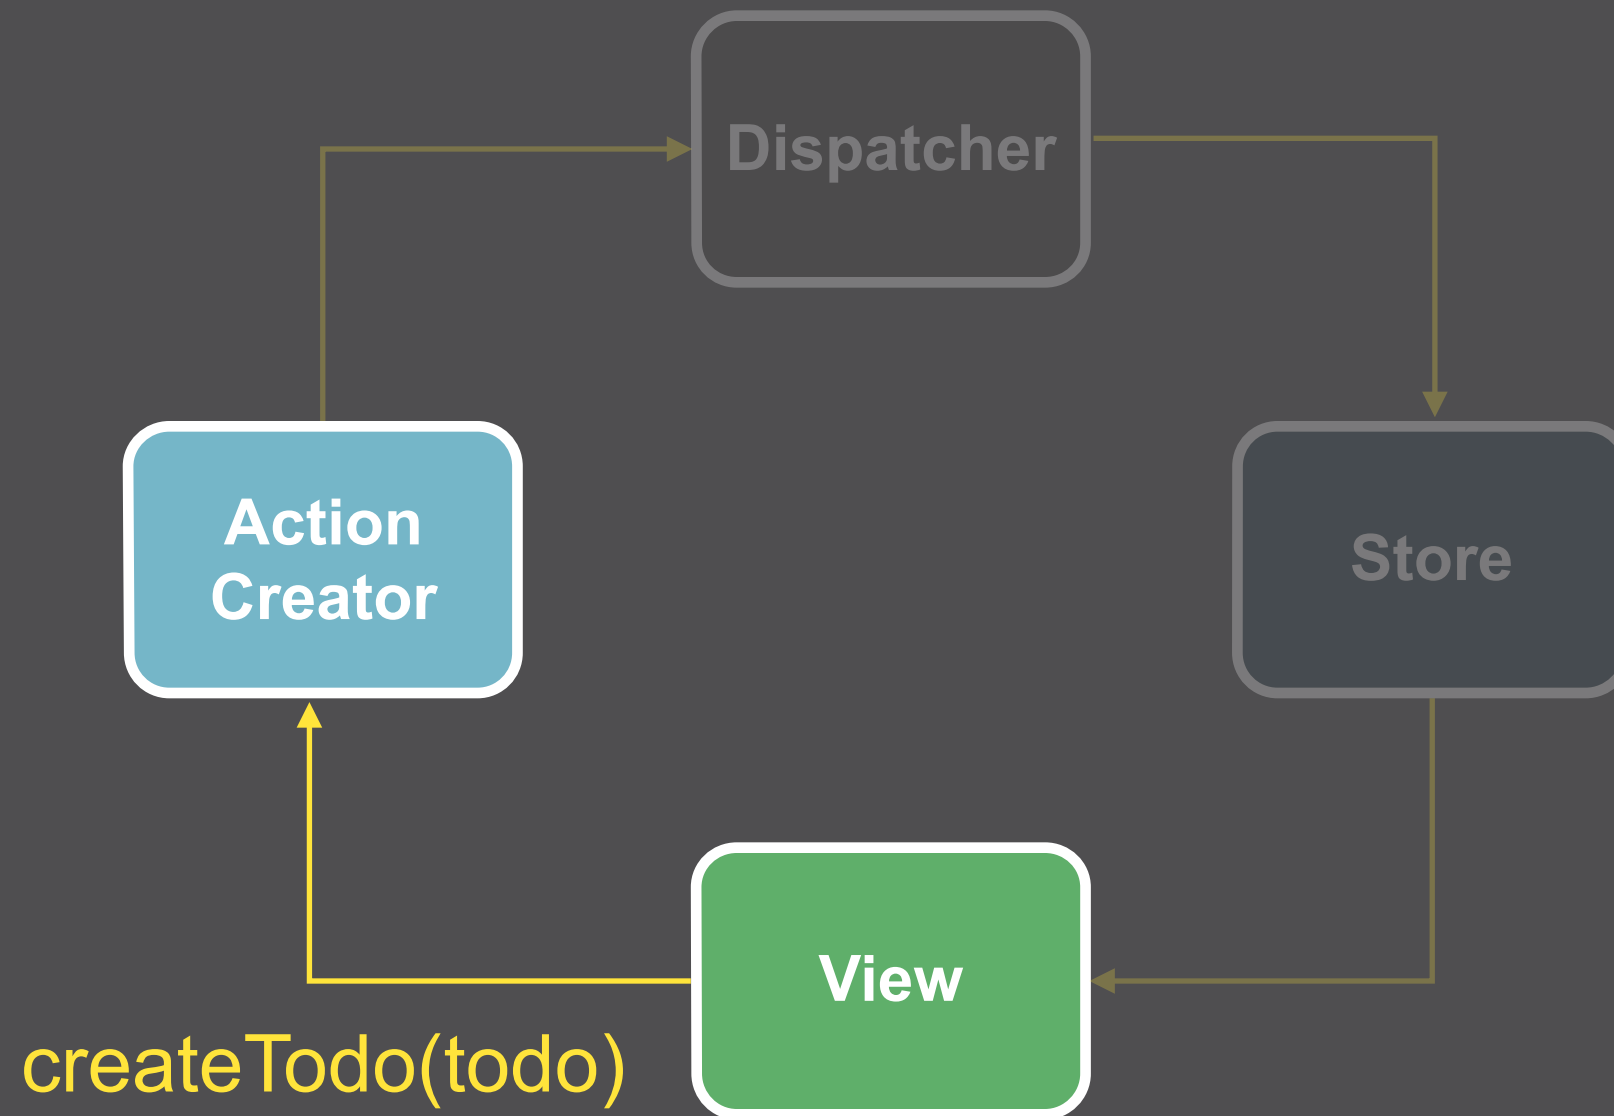 Dispatcher
Action
Creator
Store
View
createTodo(todo)